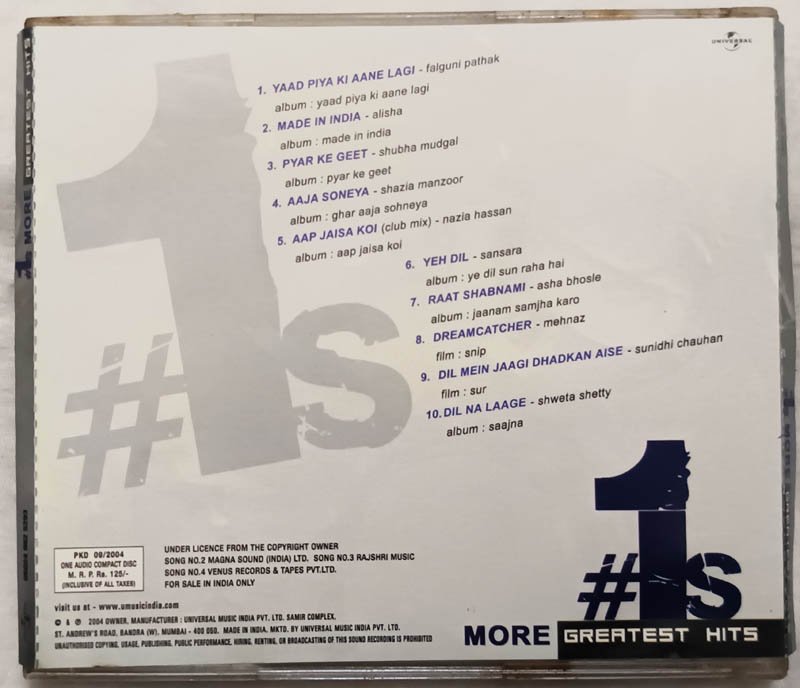 UNIVERSAL
1. YAAD PIYA KI AANE LAGI - falguni pathak
album : yaad piya ki aane lagi
2. MADE IN INDIA - alisha
album : made in india
3. PYAR KE GEET - shubha mudgal
album : pyar ke geet
4. AAJA SONEYA - shazia manzoor
album : ghar aaja sohneya
5. AAP JAISA KOI (club mix) - nazia hassan
album : aap jaisa koi
6. YEH DIL - sansara
album : ye dil sun raha hai
7. RAAT SHABNAMI - asha bhosle
album : jaanam samjha karo
8. DREAMCATCHER - mehnaz
film : snip
9. DIL MEIN JAAGI DHADKAN AISE - sunidhi chauhan
film : sur
10. DIL NA LAAGE - shweta shetty
album : saajna
#1s
#1s MORE GREATEST HITS
PKD 09/2004
ONE AUDIO COMPACT DISC
M. R. P. Rs. 125/-
(INCLUSIVE OF ALL TAXES)
UNDER LICENCE FROM THE COPYRIGHT OWNER
SONG NO.2 MAGNA SOUND (INDIA) LTD. SONG NO.3 RAJSHRI MUSIC
SONG NO.4 VENUS RECORDS & TAPES PVT.LTD.
FOR SALE IN INDIA ONLY
visit us at - www.umusicindia.com
© & ℗ 2004 OWNER, MANUFACTURER : UNIVERSAL MUSIC INDIA PVT. LTD. SAMIR COMPLEX,
ST. ANDREW'S ROAD, BANDRA (W), MUMBAI - 400 050. MADE IN INDIA. MKTD. BY UNIVERSAL MUSIC INDIA PVT. LTD.
UNAUTHORISED COPYING, USAGE, PUBLISHING, PUBLIC PERFORMANCE, HIRING, RENTING, OR BROADCASTING OF THIS SOUND RECORDING IS PROHIBITED
#1s
MORE GREATEST HITS